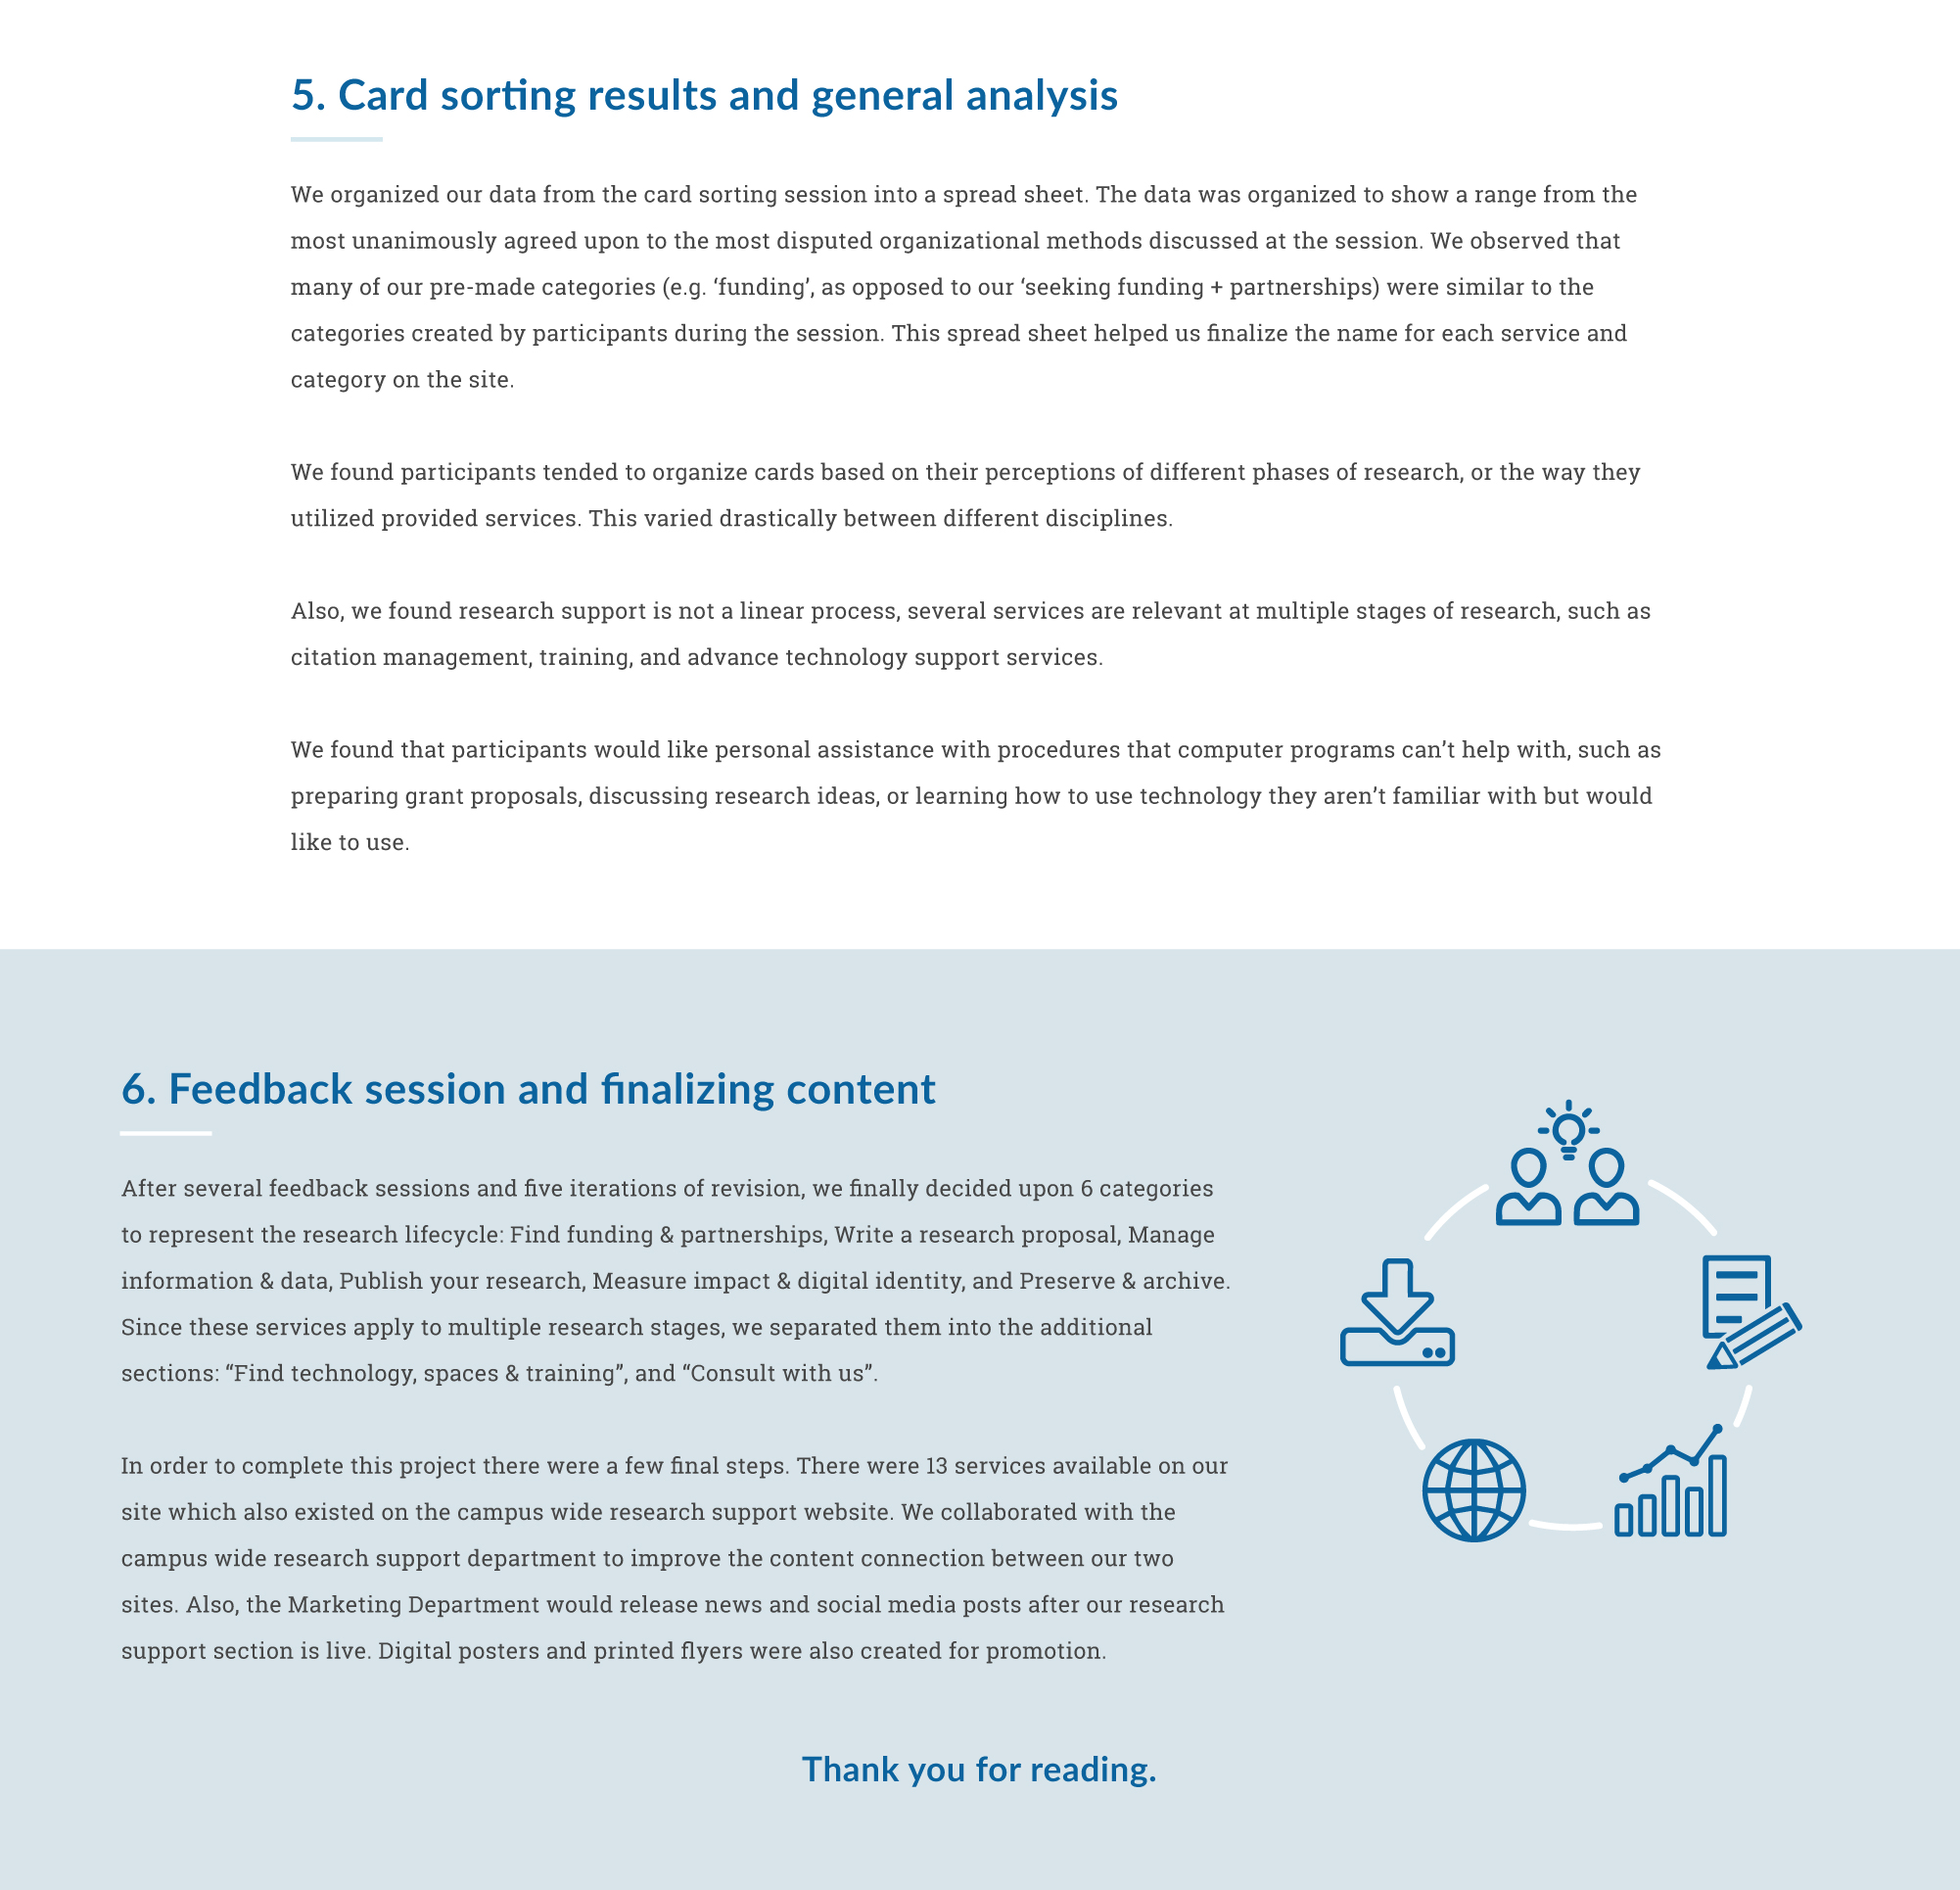 5. Card sorting results and general analysis
We organized our data from the card sorting session into a spread sheet. The data was organized to show a range from the
most unanimously agreed upon to the most disputed organizational methods discussed at the session. We observed that
many of our pre-made categories (e.g. ‘funding’, as opposed to our ‘seeking funding + partnerships) were similar to the
categories created by participants during the session. This spread sheet helped us finalize the name for each service and
category on the site.
We found participants tended to organize cards based on their perceptions of different phases of research, or the way they
utilized provided services. This varied drastically between different disciplines.
Also, we found research support is not a linear process, several services are relevant at multiple stages of research, such as
citation management, training, and advance technology support services.
We found that participants would like personal assistance with procedures that computer programs can’t help with, such as
preparing grant proposals, discussing research ideas, or learning how to use technology they aren’t familiar with but would
like to use.
6. Feedback session and finalizing content
After several feedback sessions and five iterations of revision, we finally decided upon 6 categories
to represent the research lifecycle: Find funding & partnerships, Write a research proposal, Manage
information & data, Publish your research, Measure impact & digital identity, and Preserve & archive.
Since these services apply to multiple research stages, we separated them into the additional
sections: “Find technology, spaces & training”, and “Consult with us”.
In order to complete this project there were a few final steps. There were 13 services available on our
site which also existed on the campus wide research support website. We collaborated with the
campus wide research support department to improve the content connection between our two
sites. Also, the Marketing Department would release news and social media posts after our research
support section is live. Digital posters and printed flyers were also created for promotion.
Thank you for reading.